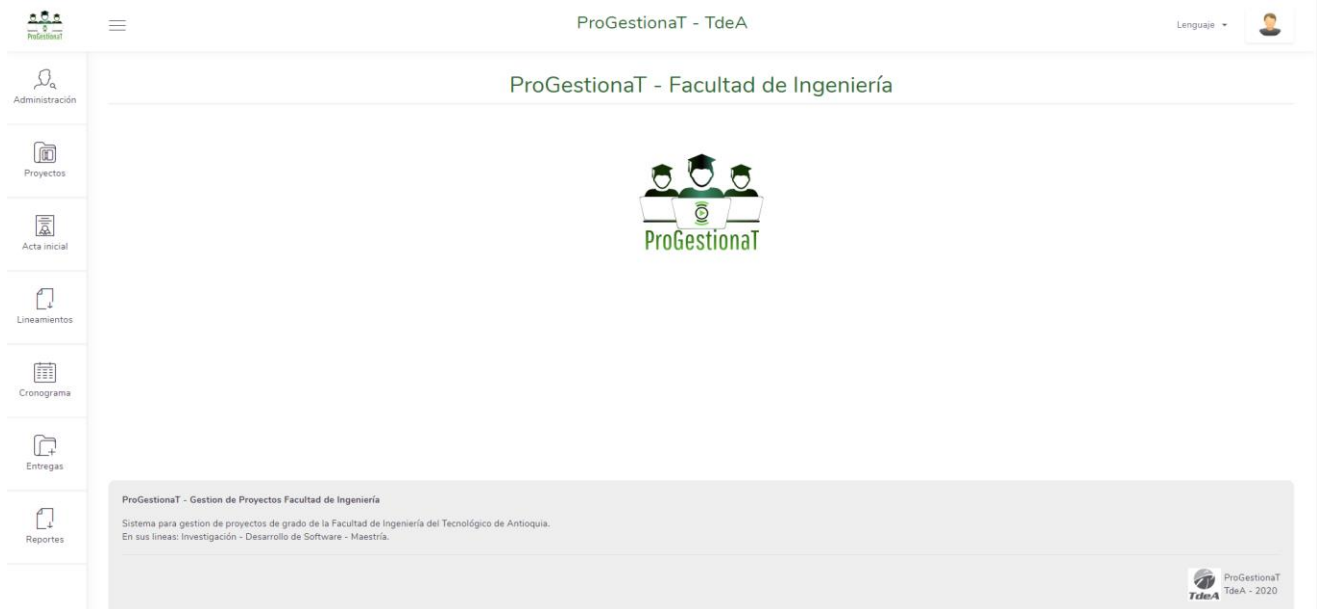 ProGestionaT
ProGestionaT - TdeA
Lenguaje
Administración
Proyectos
Acta inicial
Lineamientos
Cronograma
Entregas
Reportes
ProGestionaT - Facultad de Ingeniería
ProGestionaT
ProGestionaT - Gestion de Proyectos Facultad de Ingeniería
Sistema para gestion de proyectos de grado de la Facultad de Ingeniería del Tecnológico de Antioquia.
En sus lineas: Investigación - Desarrollo de Software - Maestría.
TdeA
ProGestionaT
TdeA - 2020